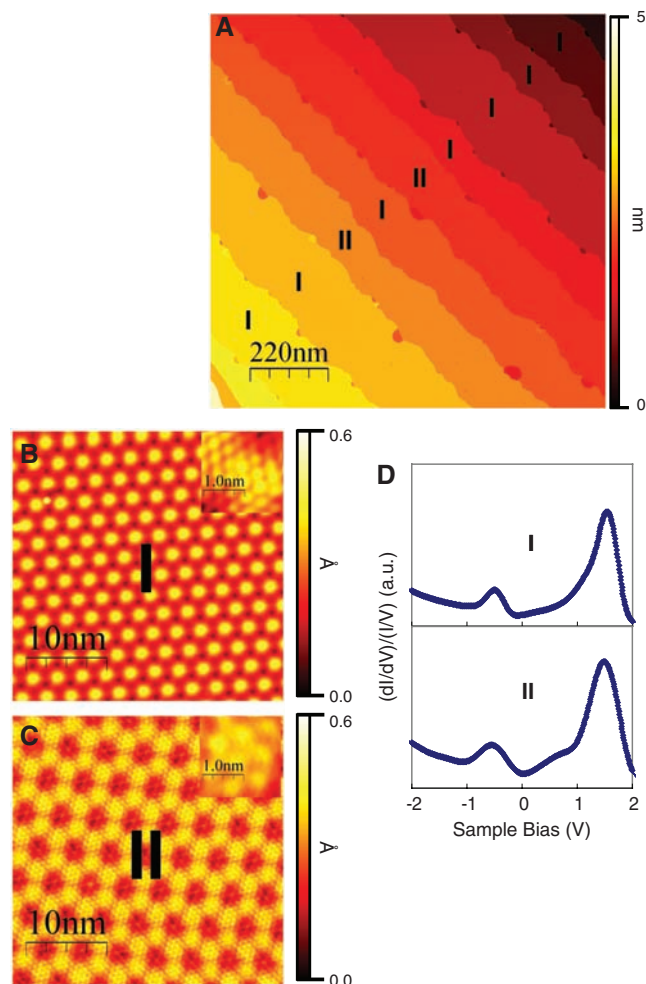 A
I
I
I
I
II
I
II
I
I
220nm
5
nm
0
B
1.0nm
I
10nm
0.6
Å
0.0
C
1.0nm
II
10nm
0.6
Å
0.0
D
I
II
(dI/dV)/(I/V) (a.u.)
-2 -1 0 1 2
Sample Bias (V)